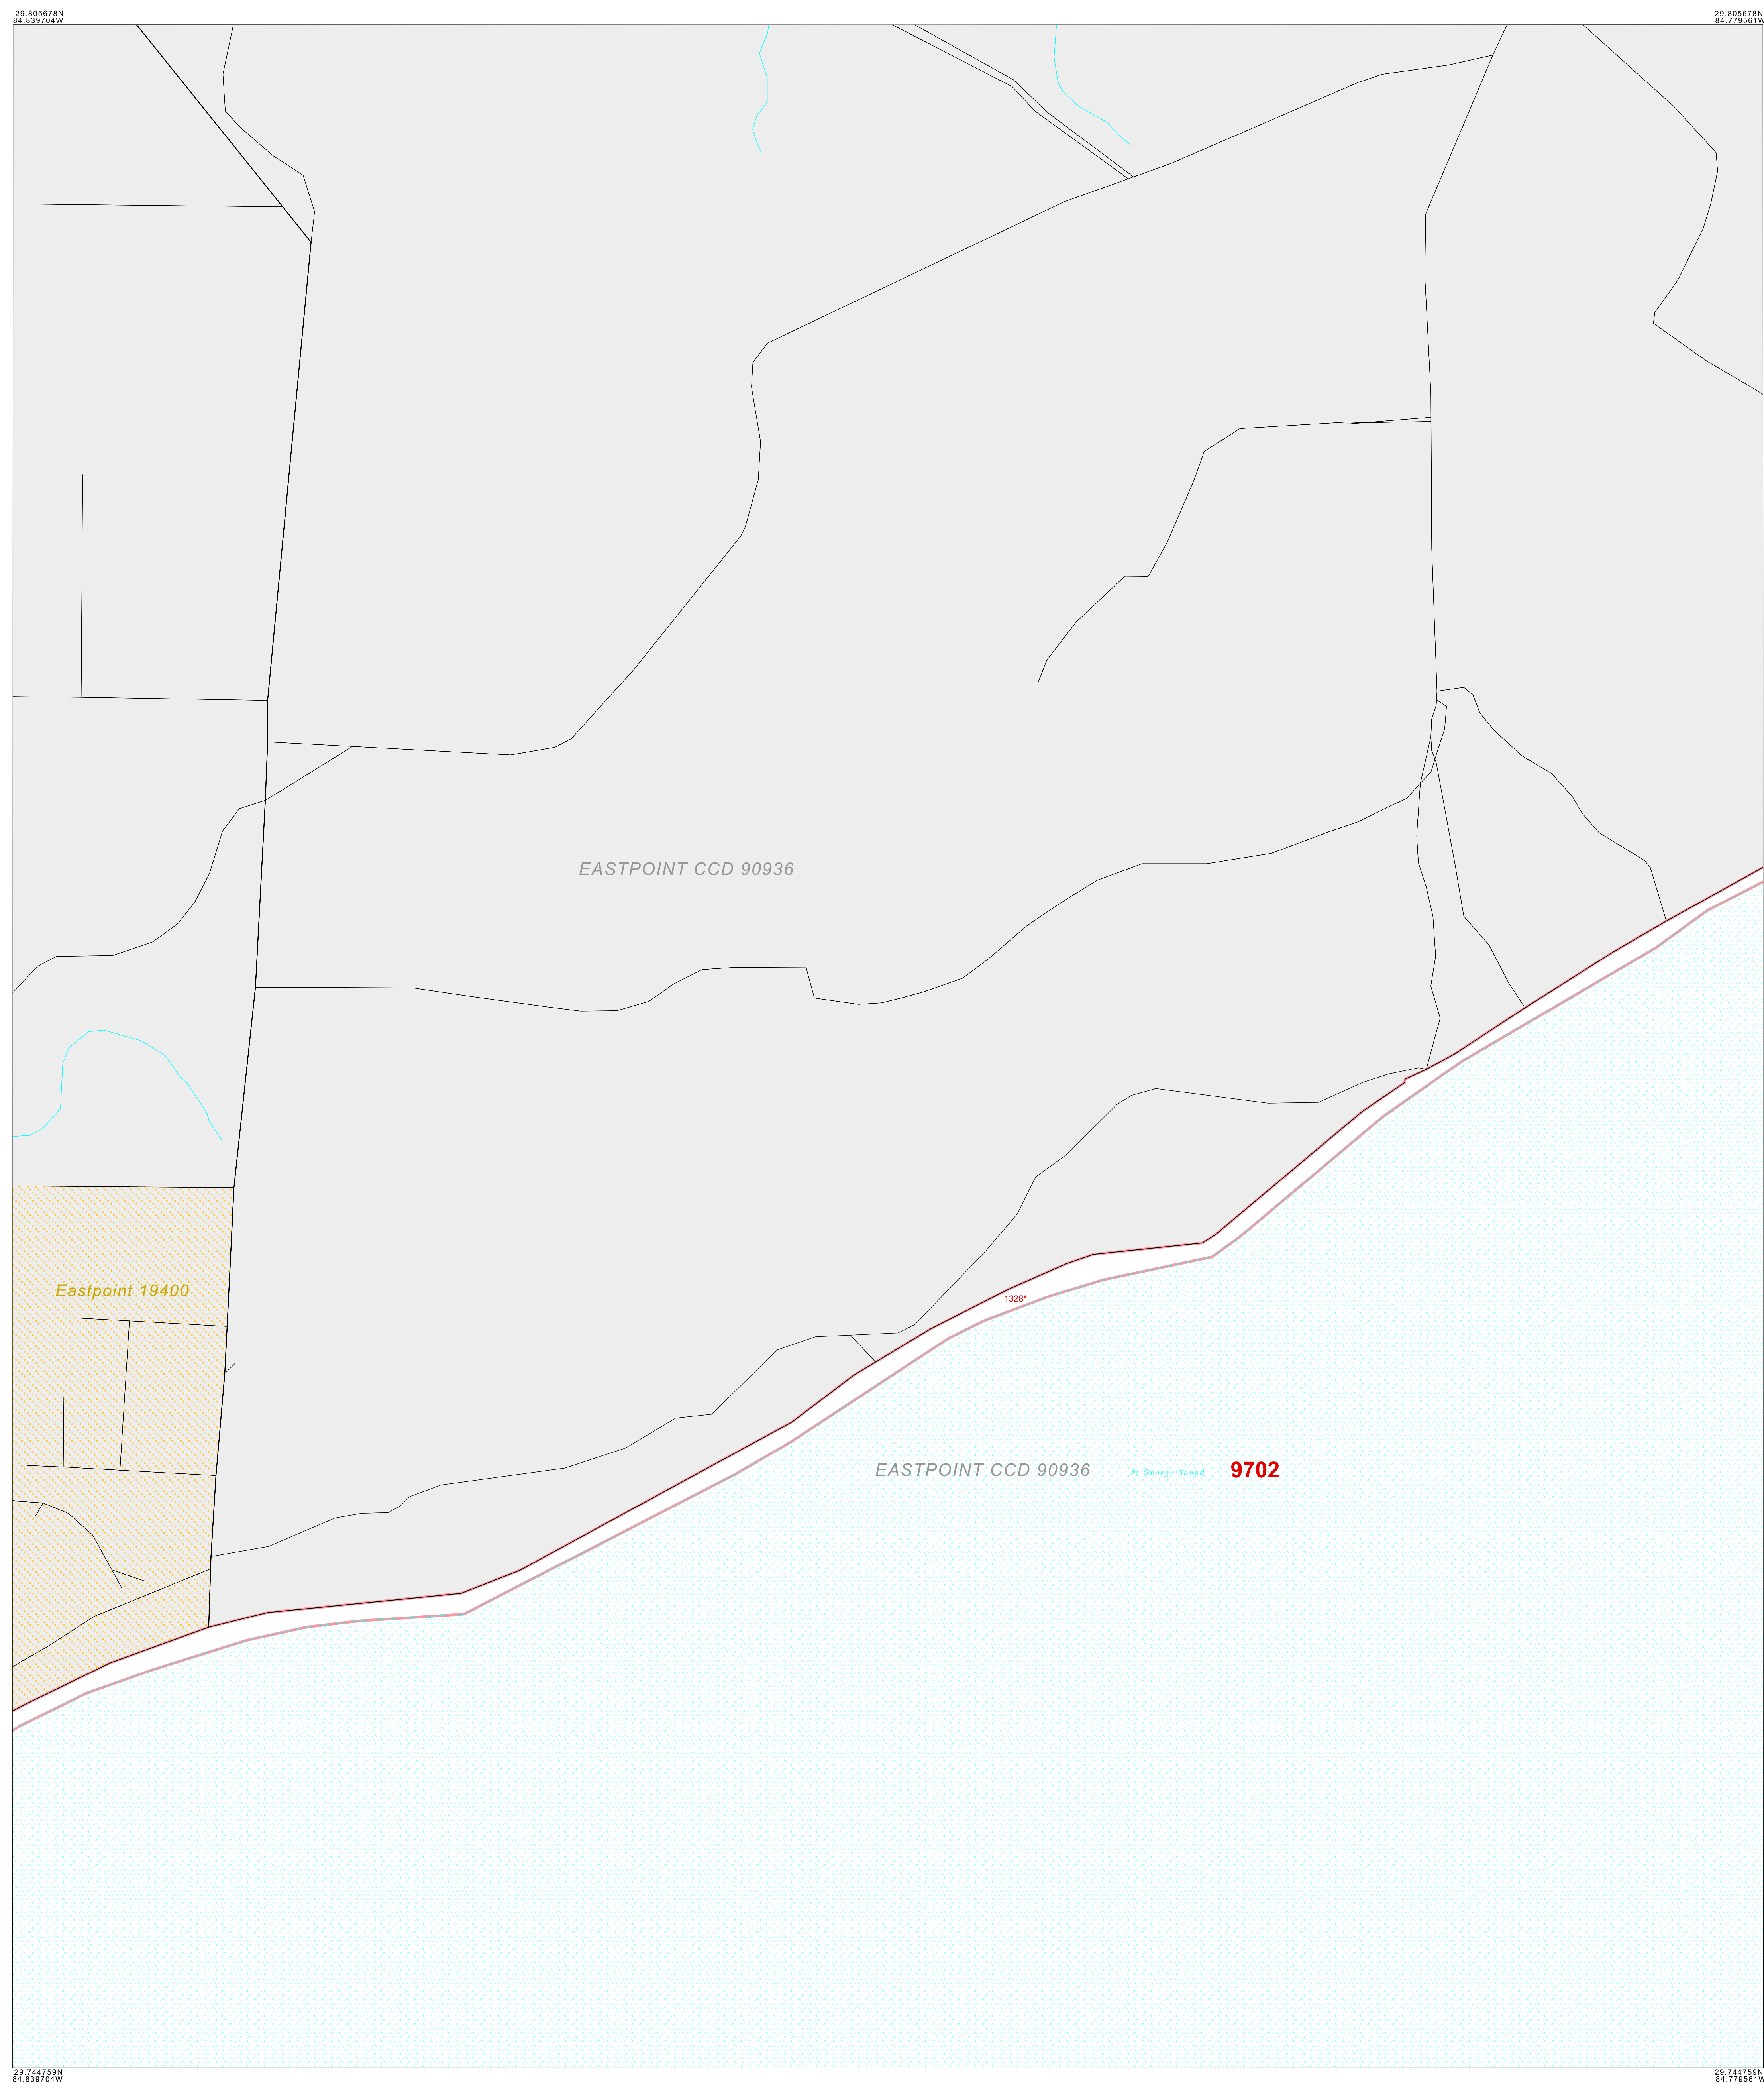 29.805678N
84.839704W
29.805678N
84.779561W
EASTPOINT CCD 90936
Eastpoint 19400
1328*
EASTPOINT CCD 90936
St George Sound
9702
29.744759N
84.839704W
29.744759N
84.779561W